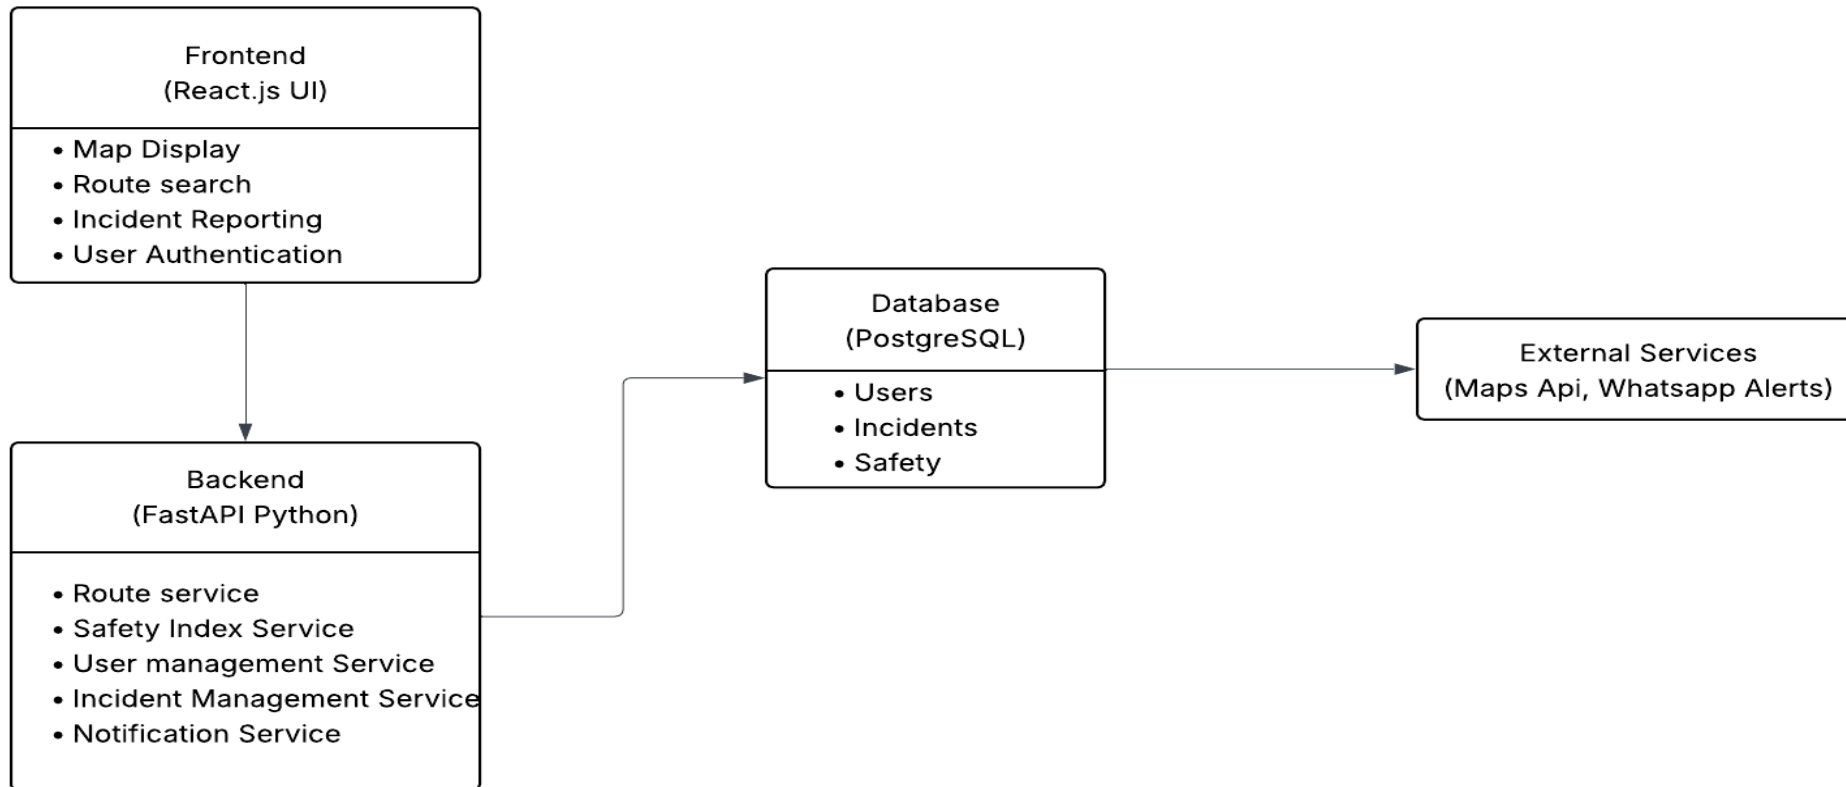 Frontend
(React.js UI)
• Map Display
• Route search
• Incident Reporting
• User Authentication
Backend
(FastAPI Python)
• Route service
• Safety Index Service
• User management Service
• Incident Management Service
• Notification Service
Database
(PostgreSQL)
• Users
• Incidents
• Safety
External Services
(Maps Api, Whatsapp Alerts)